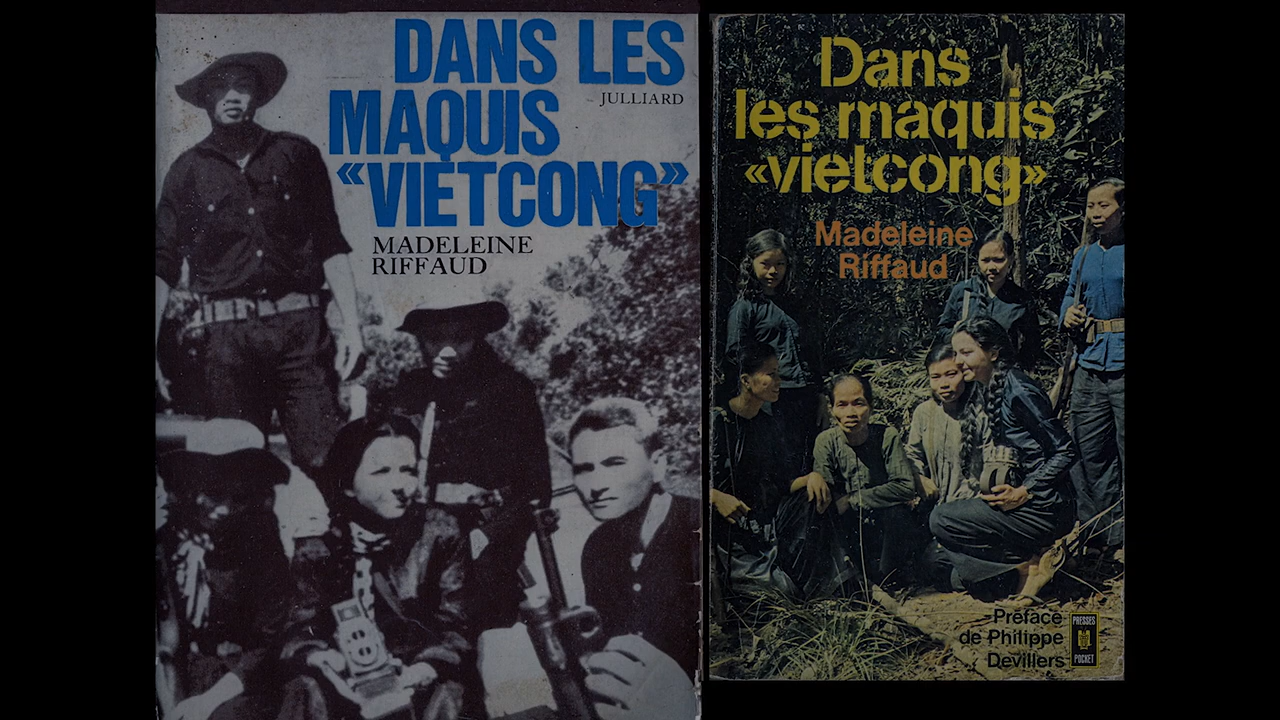 DANS LES
JULLIARD
MAQUIS
«VIETCONG»
MADELEINE
RIFFAUD
Dans
les maquis
«vietcong»
Madeleine
Riffaud
Préface
de Philippe
Devillers
PRESSES
POCKET